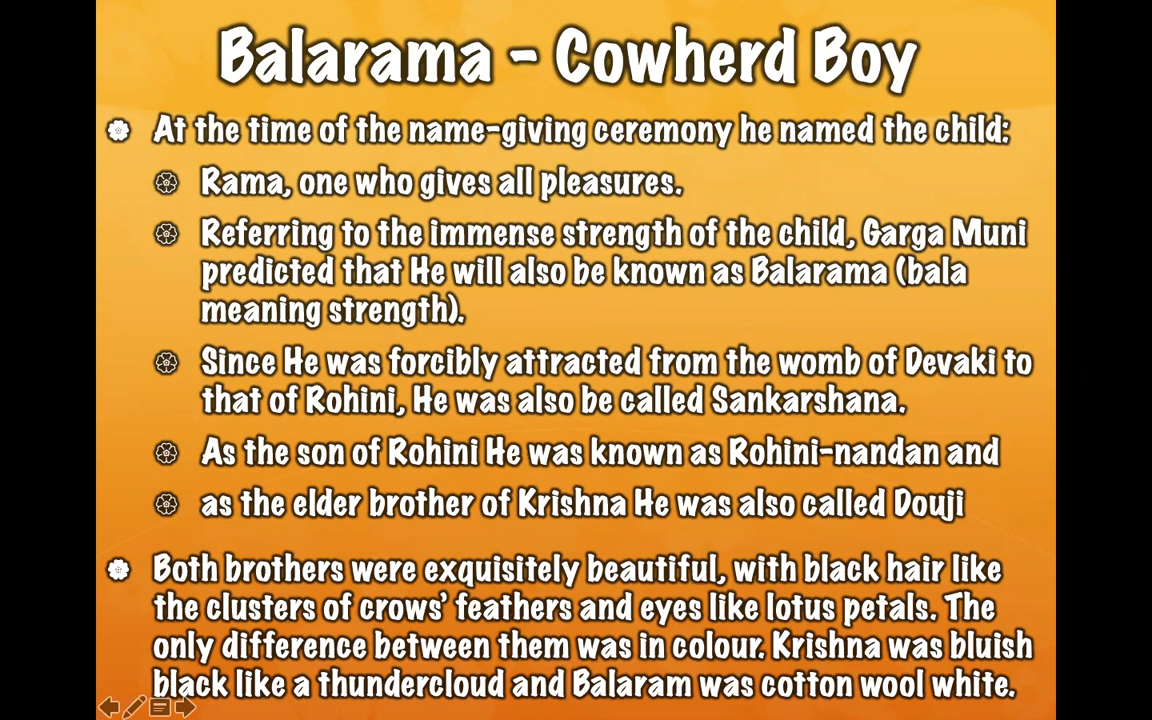 Balarama - Cowherd Boy
At the time of the name-giving ceremony he named the child:
Rama, one who gives all pleasures.
Referring to the immense strength of the child, Garga Muni
predicted that He will also be known as Balarama (bala
meaning strength).
Since He was forcibly attracted from the womb of Devaki to
that of Rohini, He was also be called Sankarshana.
As the son of Rohini He was known as Rohini-nandan and
as the elder brother of Krishna He was also called Douji
Both brothers were exquisitely beautiful, with black hair like
the clusters of crows’ feathers and eyes like lotus petals. The
only difference between them was in colour. Krishna was bluish
black like a thundercloud and Balaram was cotton wool white.